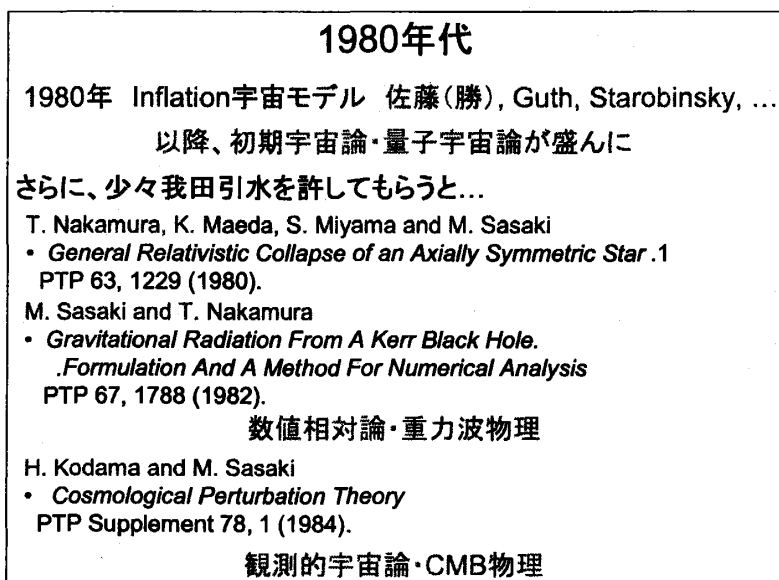 1980年代
1980年 Inflation宇宙モデル 佐藤(勝), Guth, Starobinsky, …
以降、初期宇宙論・量子宇宙論が盛んに
さらに、少々我田引水を許してもらうと…
T. Nakamura, K. Maeda, S. Miyama and M. Sasaki
• General Relativistic Collapse of an Axially Symmetric Star .1
PTP 63, 1229 (1980).
M. Sasaki and T. Nakamura
• Gravitational Radiation From A Kerr Black Hole.
.Formulation And A Method For Numerical Analysis
PTP 67, 1788 (1982).
数値相対論・重力波物理
H. Kodama and M. Sasaki
• Cosmological Perturbation Theory
PTP Supplement 78, 1 (1984).
観測的宇宙論・CMB物理